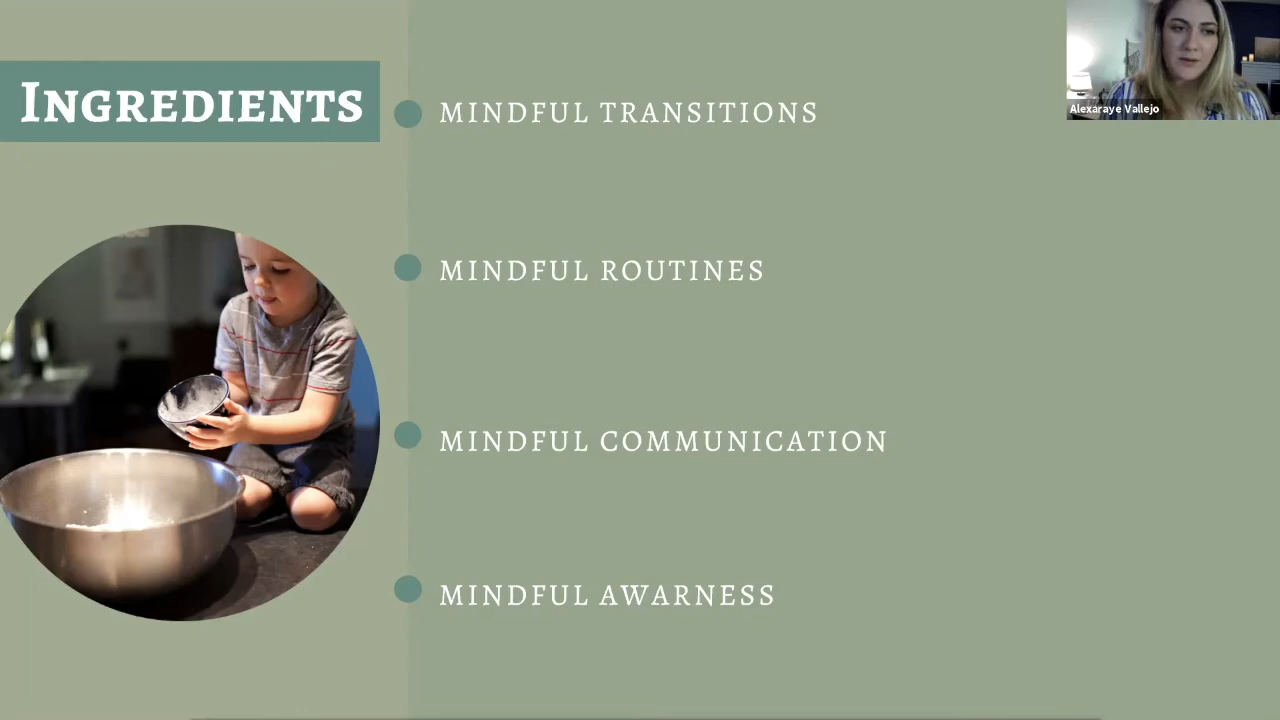 Ingredients
MINDFUL TRANSITIONS
MINDFUL ROUTINES
MINDFUL COMMUNICATION
MINDFUL AWARNESS
Alexaraye Vallejo